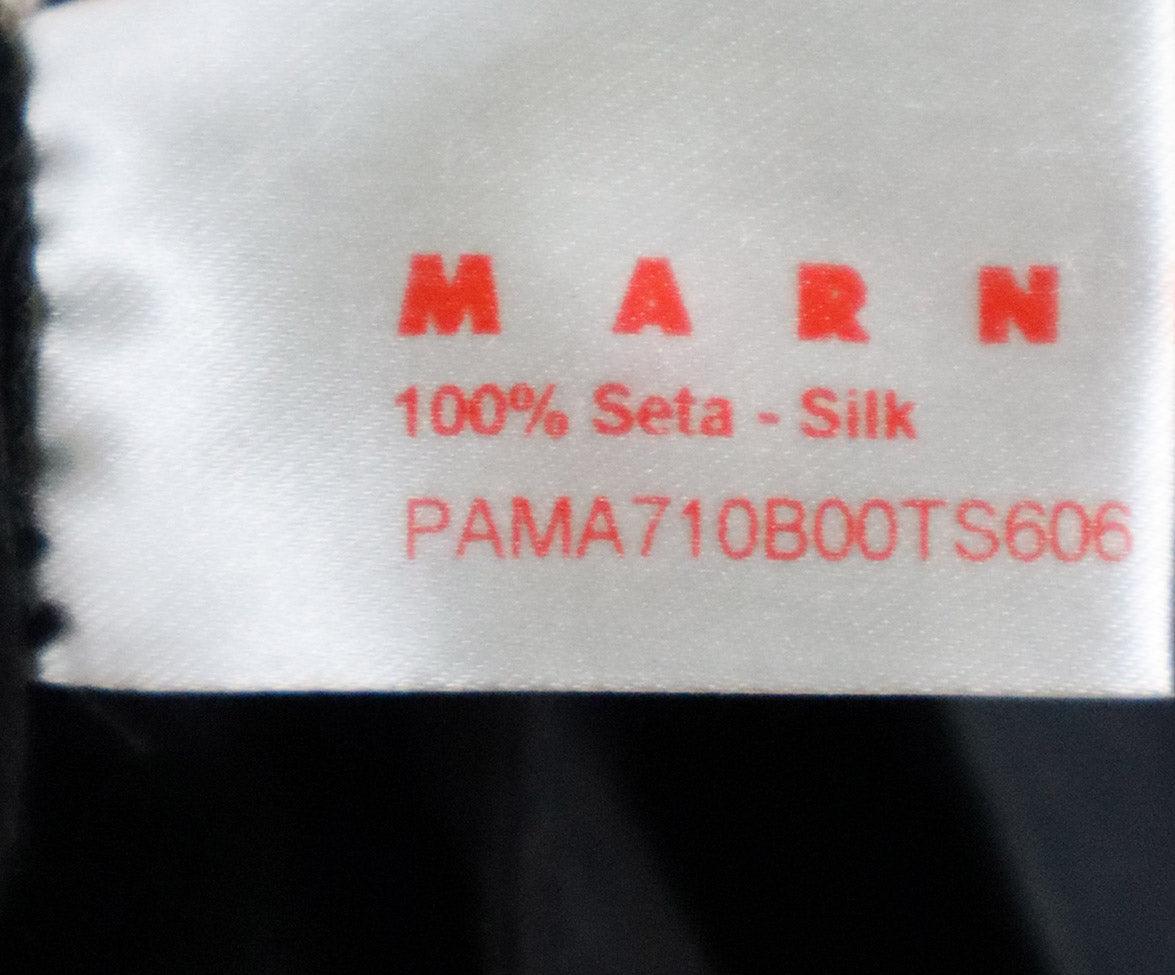 M A R N
100% Seta - Silk
PAMA710B00TS606